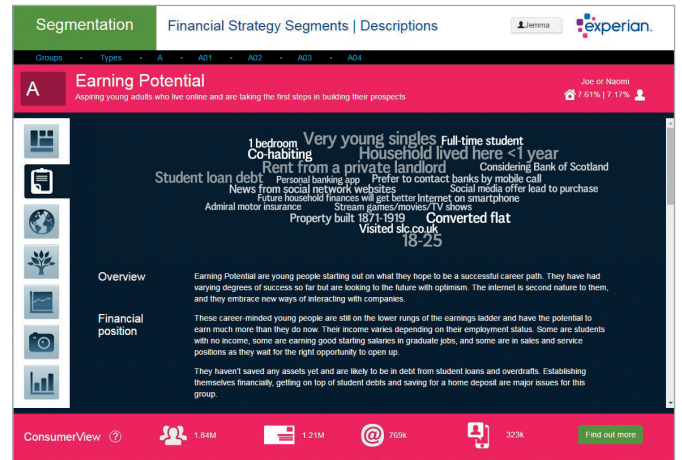 Segmentation
Financial Strategy Segments | Descriptions
Jemma
experian.
Groups - Types - A - A01 - A02 - A03 - A04
A
Earning Potential
Aspiring young adults who live online and are taking the first steps in building their prospects
Joe or Naomi
7.61% | 7.17%
1 bedroom Very young singles Full-time student
Co-habiting Household lived here <1 year
Rent from a private landlord Considering Bank of Scotland
Student loan debt Personal banking app Prefer to contact banks by mobile call
News from social network websites Social media offer lead to purchase
Future household finances will get better Internet on smartphone
Admiral motor insurance Stream games/movies/TV shows
Property built 1871-1919 Converted flat
Visited slc.co.uk
18-25
Overview
Earning Potential are young people starting out on what they hope to be a successful career path. They have had
varying degrees of success so far but are looking to the future with optimism. The internet is second nature to them,
and they embrace new ways of interacting with companies.
Financial
position
These career-minded young people are still on the lower rungs of the earnings ladder and have the potential to
earn much more than they do now. Their income varies depending on their employment status. Some are students
with no income, some are earning good starting salaries in graduate jobs, and some are in sales and service
positions as they wait for the right opportunity to open up.
They haven't saved any assets yet and are likely to be in debt from student loans and overdrafts. Establishing
themselves financially, getting on top of student debts and saving for a home deposit are major issues for this
group.
ConsumerView ? 1.84M 1.21M @ 769k 323k Find out more